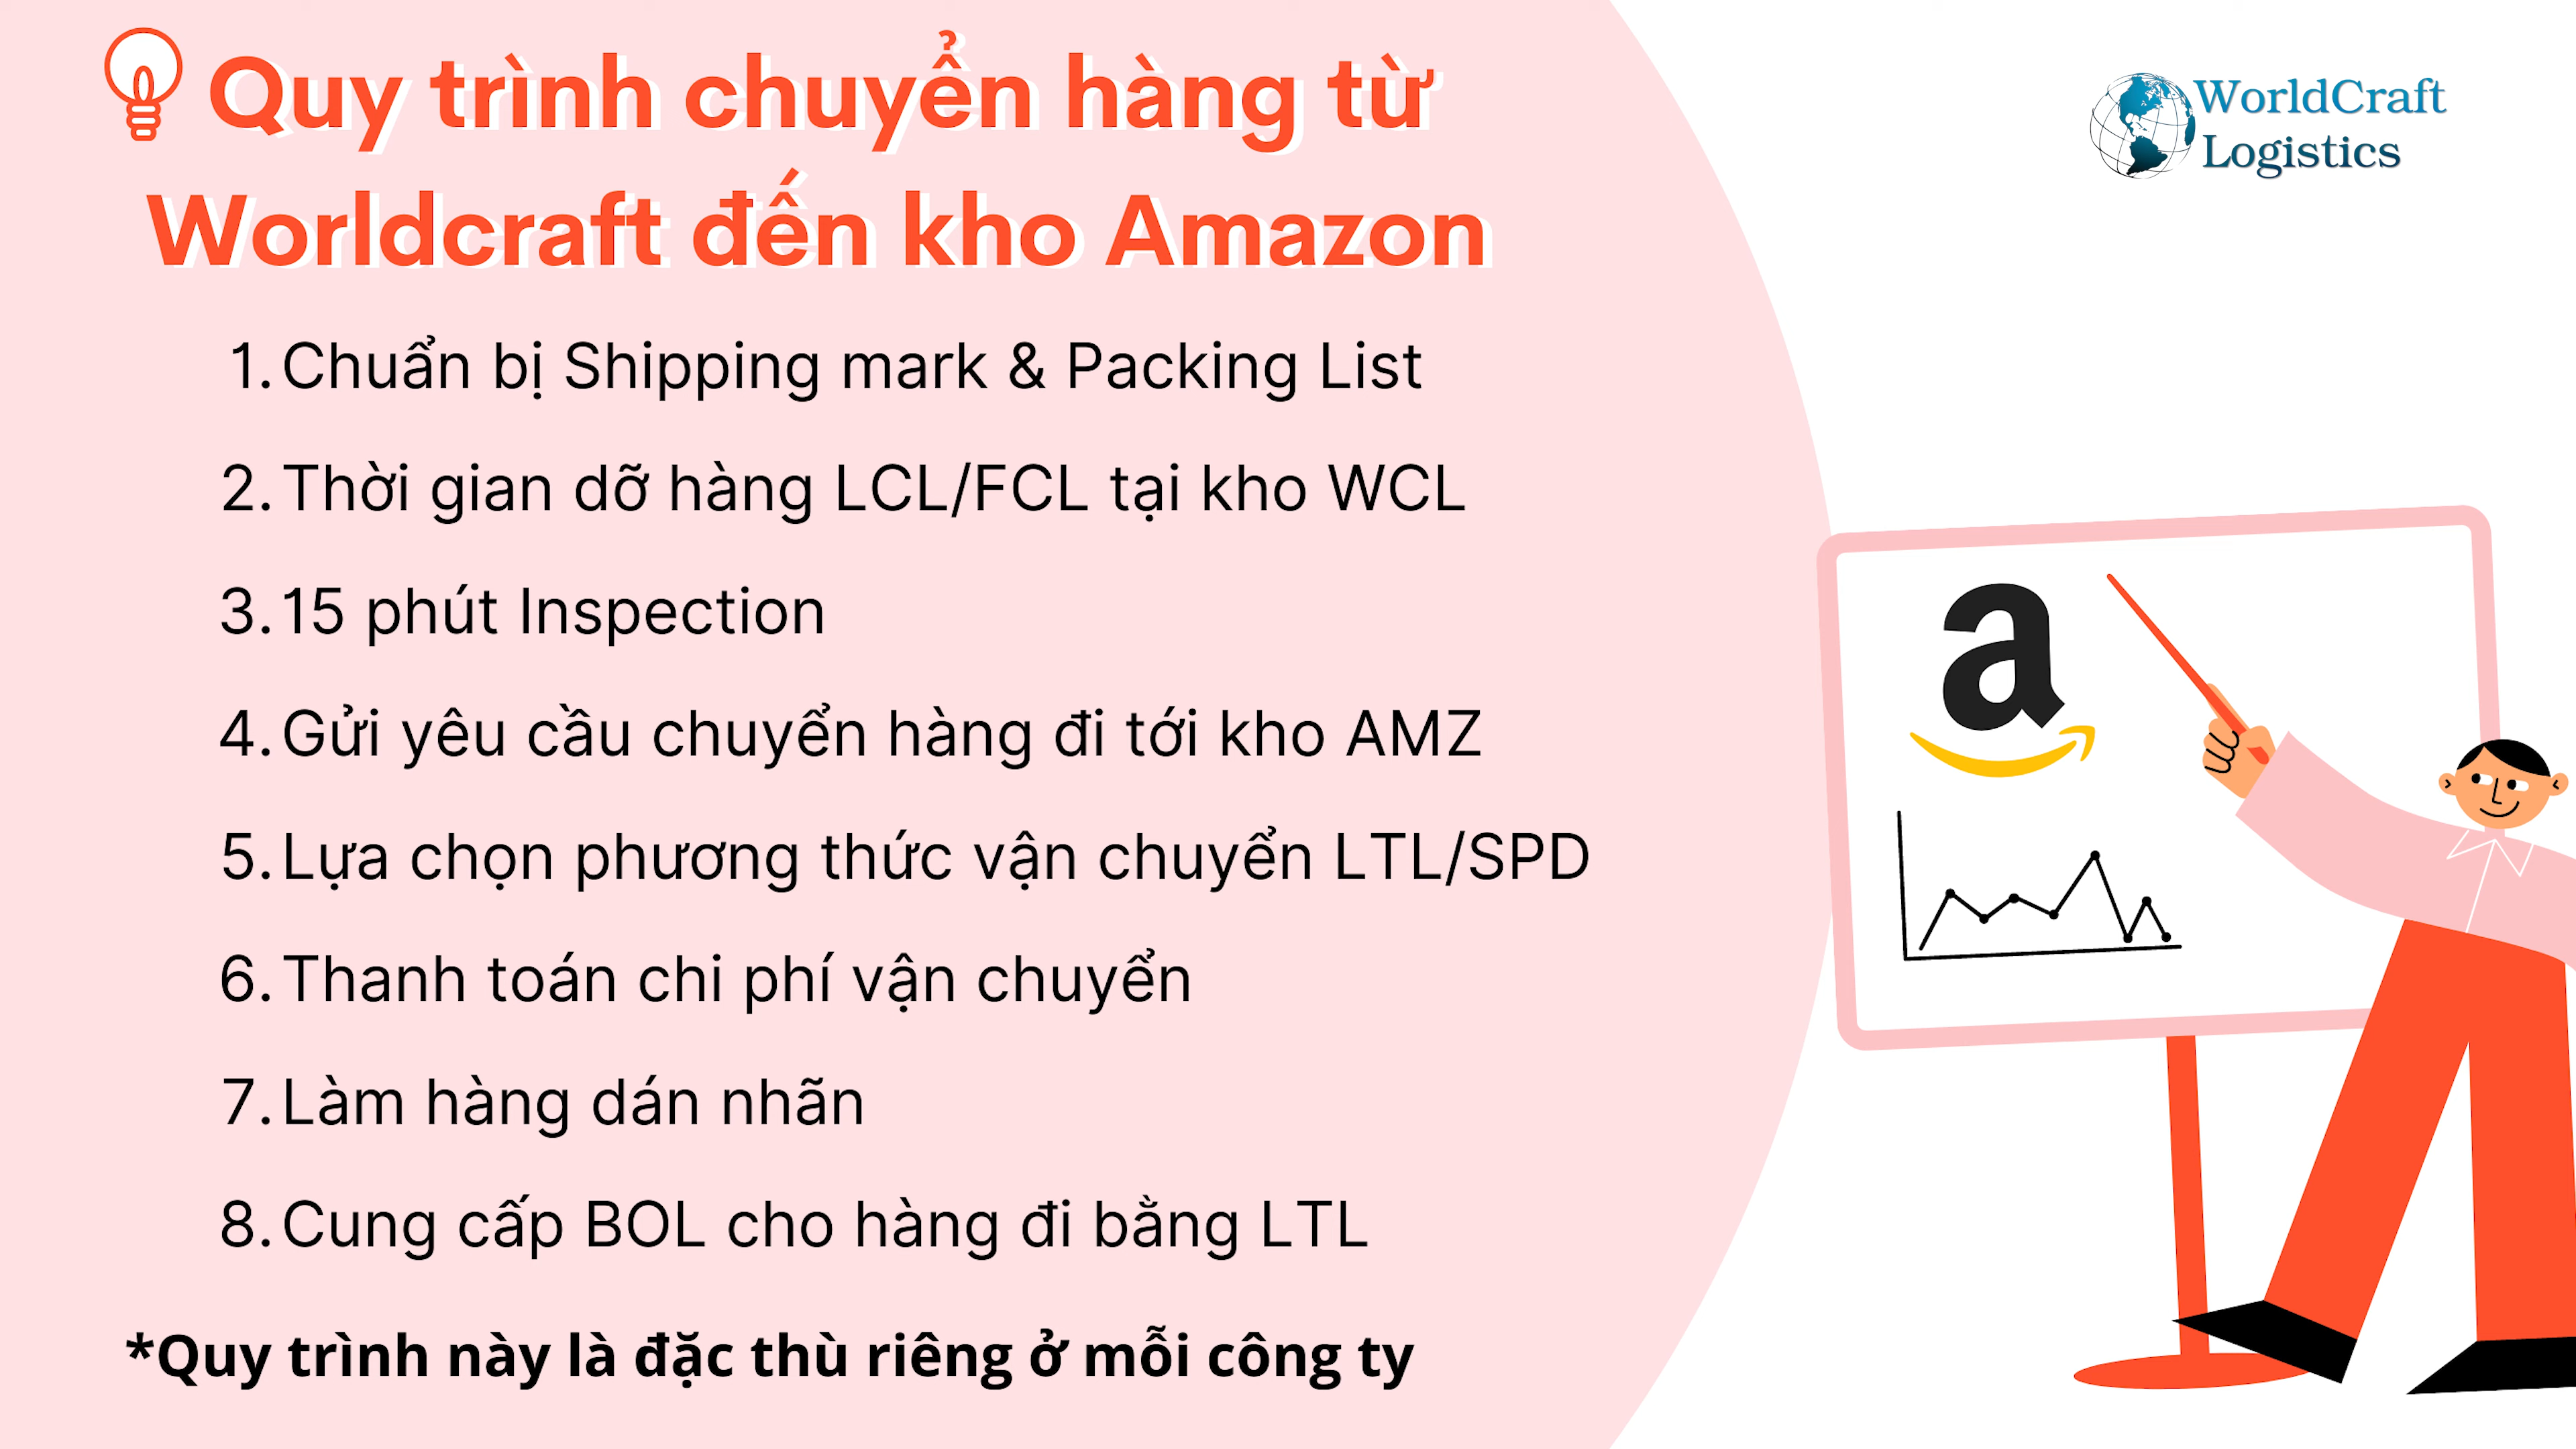 Quy trình chuyển hàng từ
Worldcraft đến kho Amazon
WorldCraft
Logistics
1. Chuẩn bị Shipping mark & Packing List
2. Thời gian dỡ hàng LCL/FCL tại kho WCL
3. 15 phút Inspection
4. Gửi yêu cầu chuyển hàng đi tới kho AMZ
5. Lựa chọn phương thức vận chuyển LTL/SPD
6. Thanh toán chi phí vận chuyển
7. Làm hàng dán nhãn
8. Cung cấp BOL cho hàng đi bằng LTL
*Quy trình này là đặc thù riêng ở mỗi công ty
a